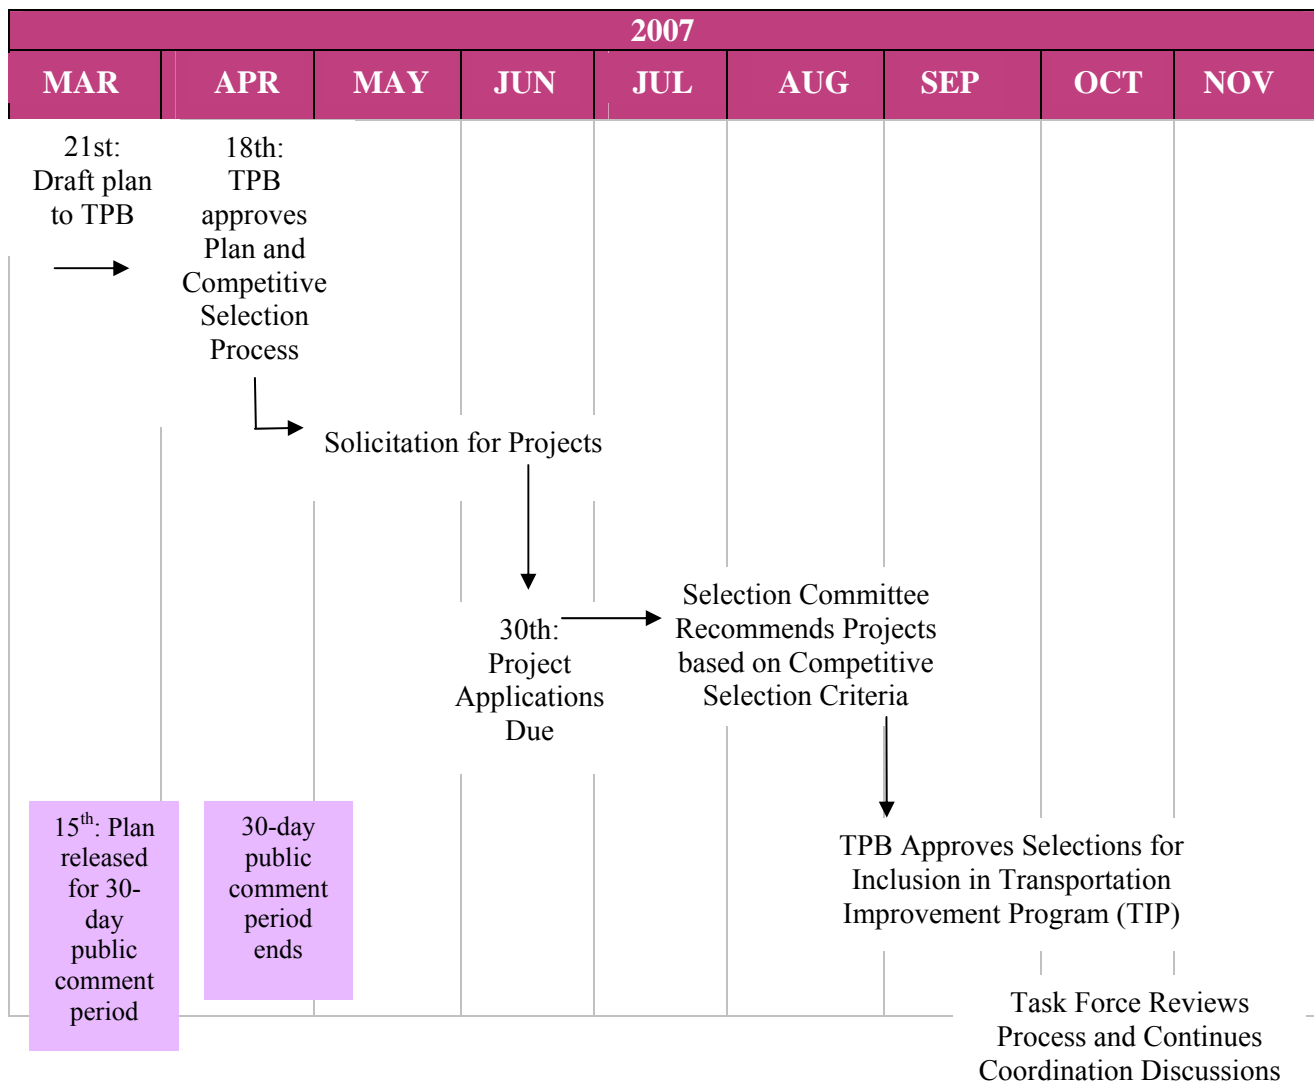 2007
MAR APR MAY JUN JUL AUG SEP OCT NOV
21st:
Draft plan
to TPB
18th:
TPB
approves
Plan and
Competitive
Selection
Process
Solicitation for Projects
30th:
Project
Applications
Due
Selection Committee
Recommends Projects
based on Competitive
Selection Criteria
15th: Plan
released
for 30-
day
public
comment
period
30-day
public
comment
period
ends
TPB Approves Selections for
Inclusion in Transportation
Improvement Program (TIP)
Task Force Reviews
Process and Continues
Coordination Discussions